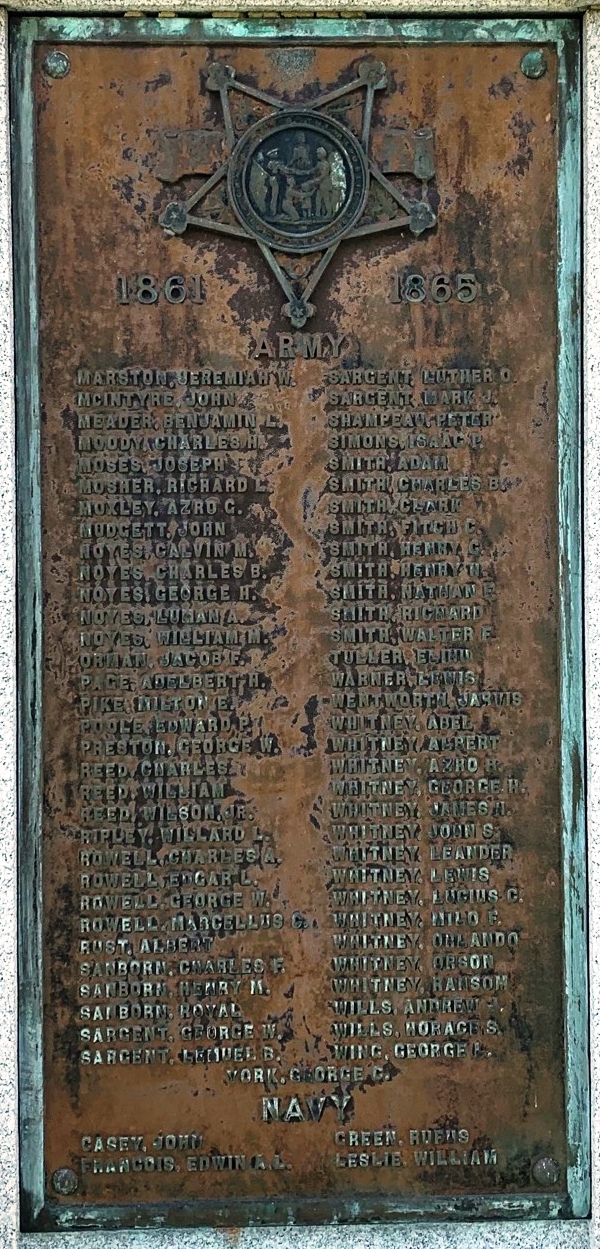 1861 1865
ARMY
MARSTON, JEREMIAH W.
MCINTYRE, JOHN
MEADER, BENJAMIN L.
MOODY, CHARLES H.
MOSES, JOSEPH
MOSHER, RICHARD L.
MOXLEY, AZRO G.
MUDGETT, JOHN
NOYES, CALVIN M.
NOYES, CHARLES B.
NOYES, GEORGE H.
NOYES, LUMAN A.
NOYES, WILLIAM M.
ORMAN, JACOB F.
PAGE, ADELBERT H.
PIKE, MILTON E.
POOLE, EDWARD P.
PRESTON, GEORGE W.
REED, CHARLES
REED, WILLIAM
REED, WILSON, JR.
RIPLEY, WILLARD L.
ROWELL, CHARLES A.
ROWELL, EDGAR L.
ROWELL, GEORGE W.
ROWELL, MARCELLUS C.
RUST, ALBERT
SANBORN, CHARLES F.
SANBORN, HENRY M.
SANBORN, ROYAL
SARGENT, GEORGE W.
SARGENT, LEMUEL B.
SARGENT, LUTHER O.
SARGENT, MARK J.
SHAMPEAU, PETER
SIMONS, ISAAC P.
SMITH, ADAM
SMITH, CHARLES B.
SMITH, CLARK
SMITH, FITCH C.
SMITH, HENRY C.
SMITH, HENRY N.
SMITH, NATHAN F.
SMITH, RICHARD
SMITH, WALTER F.
TULLER, ELIHU
WARNER, LEWIS
WENTWORTH, JARVIS
WHITNEY, ABEL
WHITNEY, ALBERT
WHITNEY, AZRO R.
WHITNEY, GEORGE H.
WHITNEY, JAMES H.
WHITNEY, JOHN S.
WHITNEY, LEANDER
WHITNEY, LEWIS
WHITNEY, LUCIUS C.
WHITNEY, MILO F.
WHITNEY, ORLANDO
WHITNEY, ORSON
WHITNEY, RANSOM
WILLS, ANDREW J.
WILLS, HORACE S.
WING, GEORGE L.
YORK, GEORGE C.
NAVY
CASEY, JOHN
FRANCOIS, EDWIN A.L.
GREEN, RUFUS
LESLIE, WILLIAM